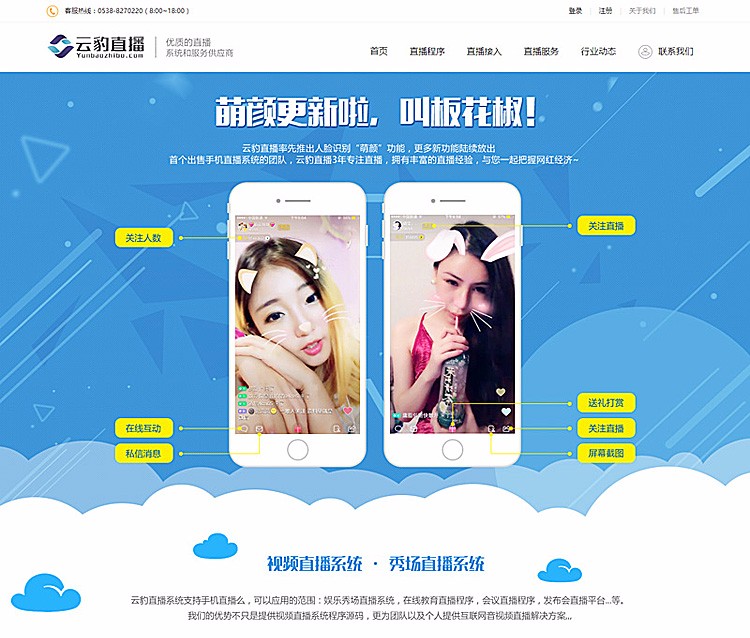 客服热线：0538-8270220（8:00~18:00）
登录 | 注册 | 关于我们 | 售后工单
云豹直播
Yunbaozhibo.com
优质的直播
系统和服务供应商
首页 直播程序 直播接入 直播服务 行业动态 联系我们
萌颜更新啦，叫板花椒！
云豹直播率先推出人脸识别“萌颜”功能，更多新功能陆续放出
首个出售手机直播系统的团队，云豹直播3年专注直播，拥有丰富的直播经验，与您一起把握网红经济~
关注人数
关注直播
在线互动
私信消息
送礼打赏
关注直播
屏幕截图
视频直播系统 · 秀场直播系统
云豹直播系统支持手机直播么，可以应用的范围：娱乐秀场直播系统，在线教育直播程序，会议直播程序，发布会直播平台...等。
我们的优势不只是提供视频直播系统程序源码，更为团队以及个人提供互联网音视频直播解决方案,,,